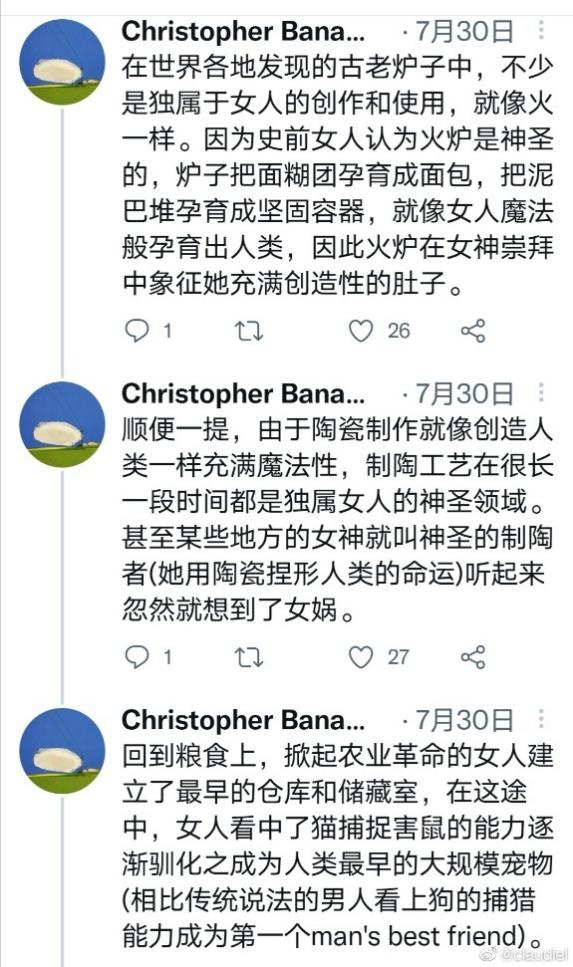 Christopher Bana... · 7月30日
在世界各地发现的古老炉子中，不少
是独属于女人的创作和使用，就像火
一样。因为史前女人认为火炉是神圣
的，炉子把面糊团孕育成面包，把泥
巴堆孕育成坚固容器，就像女人魔法
般孕育出人类，因此火炉在女神崇拜
中象征她充满创造性的肚子。
1 26
Christopher Bana... · 7月30日
顺便一提，由于陶瓷制作就像创造人
类一样充满魔法性，制陶工艺在很长
一段时间都是独属女人的神圣领域。
甚至某些地方的女神就叫神圣的制陶
者(她用陶瓷捏形人类的命运)听起来
忽然就想到了女娲。
1 27
Christopher Bana... · 7月30日
回到粮食上，掀起农业革命的女人建
立了最早的仓库和储藏室，在这途
中，女人看中了猫捕捉害鼠的能力逐
渐驯化之成为人类最早的大规模宠物
(相比传统说法的男人看上狗的捕猎
能力成为第一个man's best friend)。
@claudiel